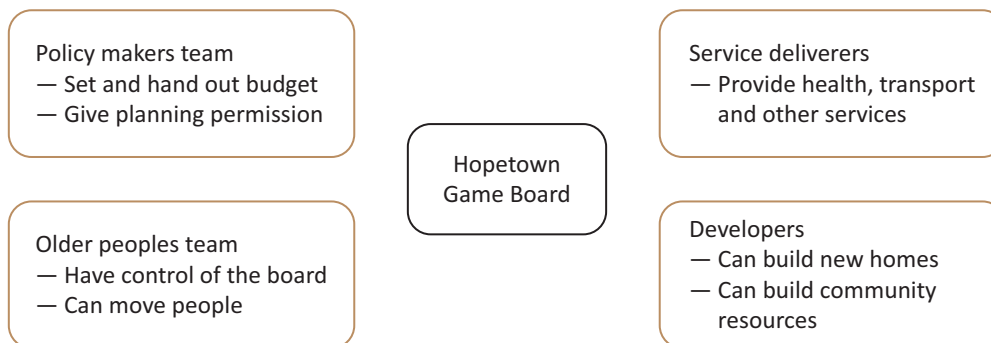 Policy makers team
— Set and hand out budget
— Give planning permission
Service deliverers
— Provide health, transport
and other services
Hopetown
Game Board
Older peoples team
— Have control of the board
— Can move people
Developers
— Can build new homes
— Can build community
resources